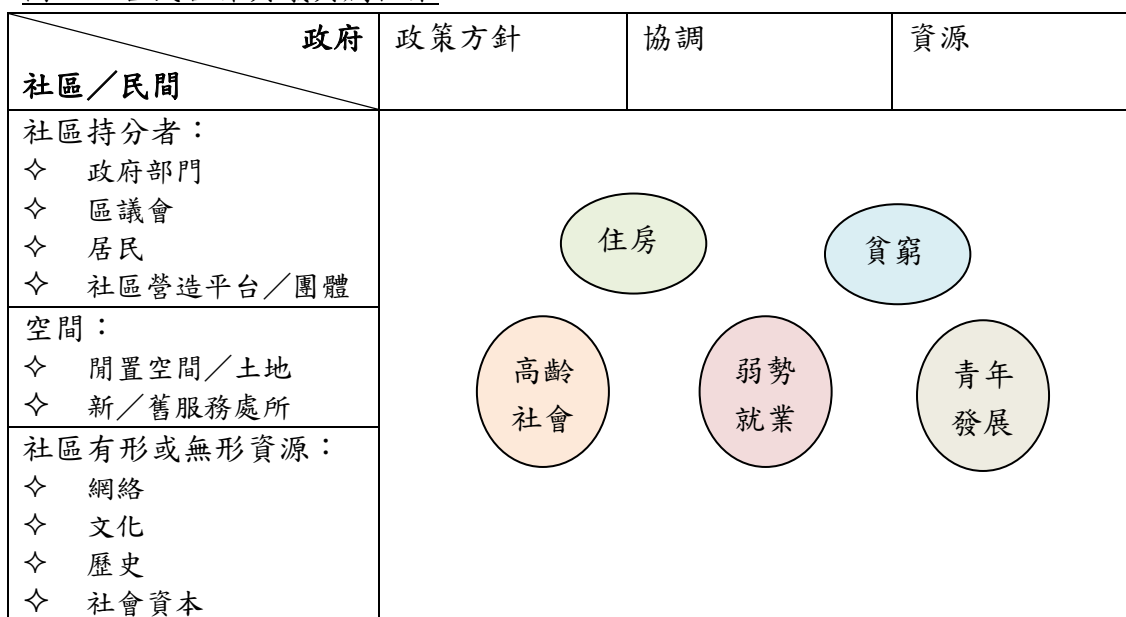 政府
政策方針
協調
資源
社區／民間
社區持分者：
✧ 政府部門
✧ 區議會
✧ 居民
✧ 社區營造平台／團體
空間：
✧ 閒置空間／土地
✧ 新／舊服務處所
社區有形或無形資源：
✧ 網絡
✧ 文化
✧ 歷史
✧ 社會資本
住房
貧窮
高齡
社會
弱勢
就業
青年
發展